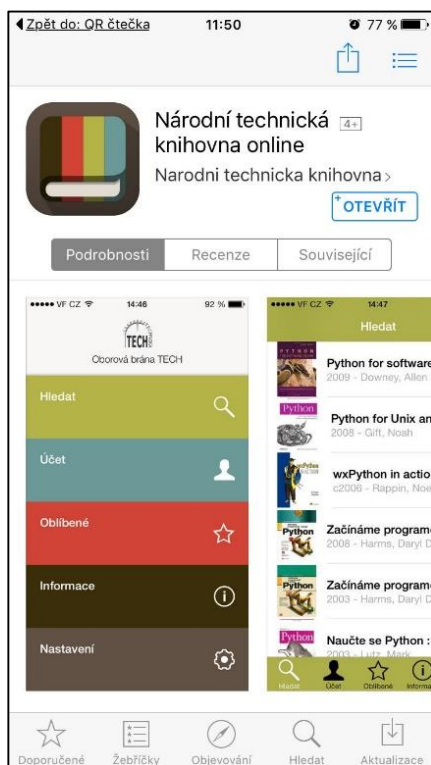 Zpět do: QR čtečka 11:50 77 %
Národní technická 4+
knihovna online
Narodni technicka knihovna >
+ OTEVŘÍT
Podrobnosti Recenze Související
VF CZ 14:46 92 %
TECH
Oborová brána TECH
Hledat
Účet
Oblíbené
Informace
Nastavení
VF CZ 14:47
Hledat
Python for software
2009 - Downey, Allen
Python for Unix an
2008 - Gift, Noah
wxPython in actio
c2006 - Rappin, Noe
Začínáme programo
2008 - Harms, Daryl D
Začínáme programo
2003 - Harms, Daryl D
Naučte se Python :
2003 - Lutz, Mark
Hledat Účet Oblíbené Informa
Doporučené Žebříčky Objevování Hledat Aktualizace